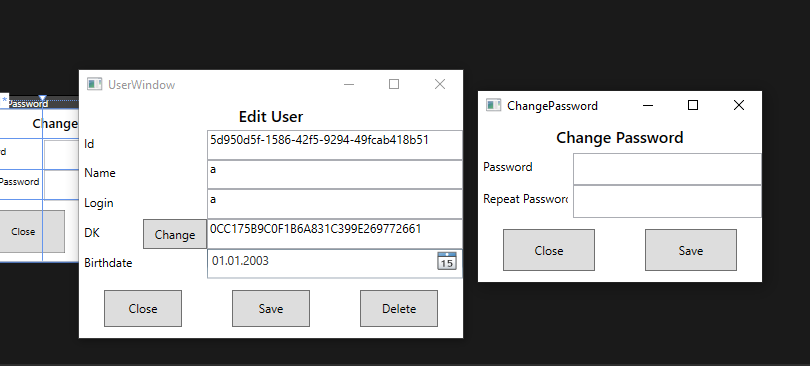 UserWindow
Edit User
Id 5d950d5f-1586-42f5-9294-49fcab418b51
Name a
Login a
DK Change 0CC175B9C0F1B6A831C399E269772661
Birthdate 01.01.2003 15
Close Save Delete
ChangePassword
Change Password
Password
Repeat Password
Close Save
Password
Change
Password
Close